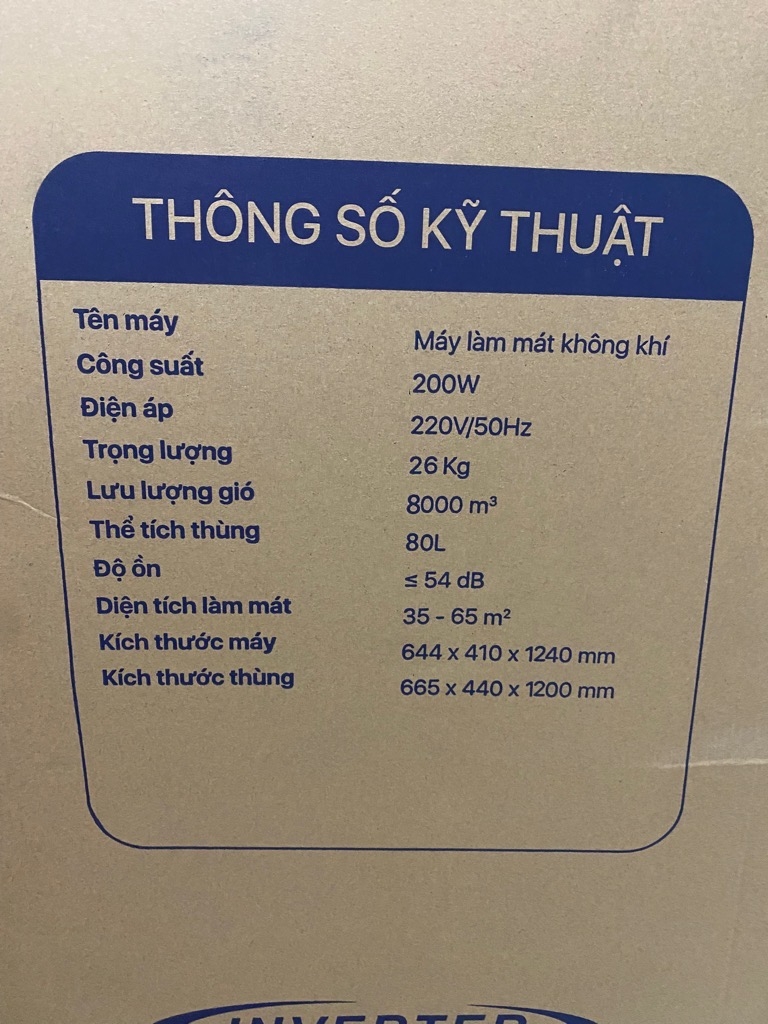 THÔNG SỐ KỸ THUẬT
Tên máy Máy làm mát không khí
Công suất 200W
Điện áp 220V/50Hz
Trọng lượng 26 Kg
Lưu lượng gió 8000 m³
Thể tích thùng 80L
Độ ồn ≤ 54 dB
Diện tích làm mát 35 - 65 m²
Kích thước máy 644 x 410 x 1240 mm
Kích thước thùng 665 x 440 x 1200 mm
INVERTER